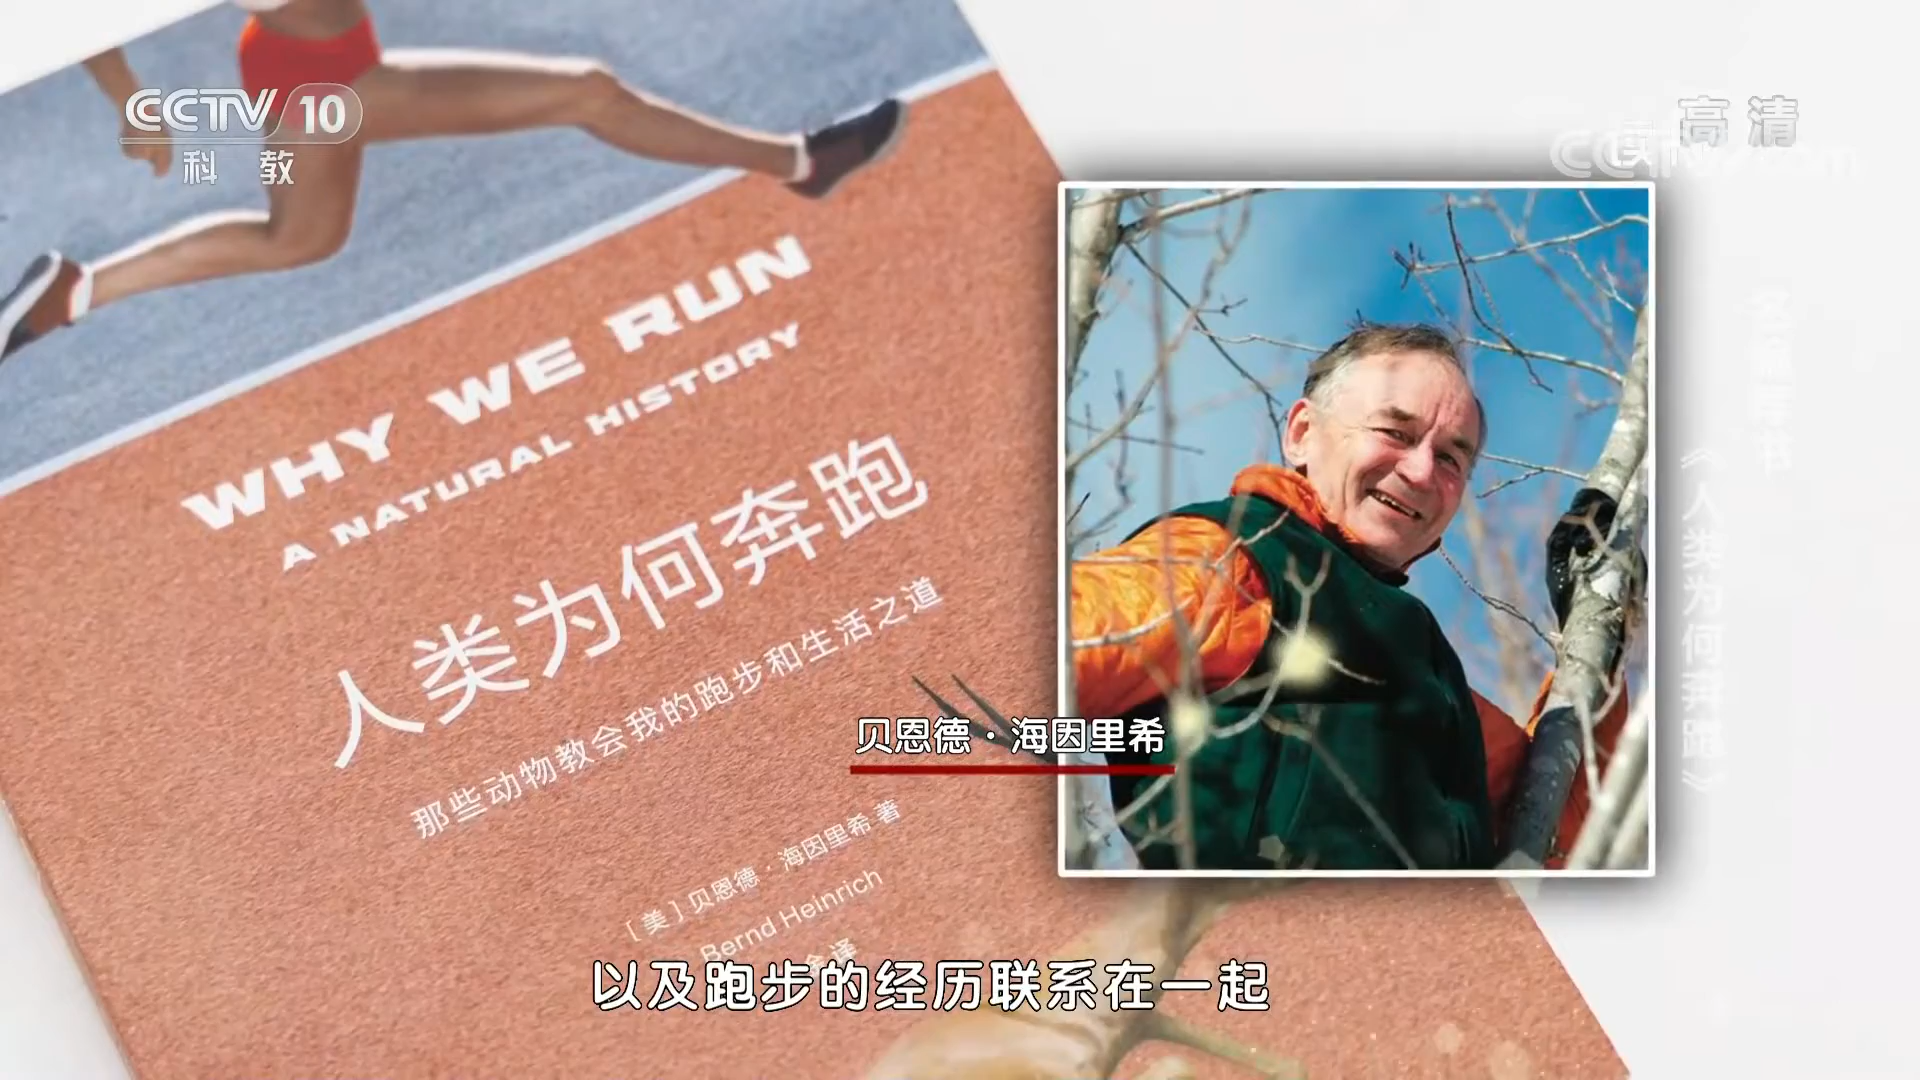 CCTV 10
科 教
高 清
WHY WE RUN
A NATURAL HISTORY
人类为何奔跑
那些动物教会我的跑步和生活之道
[美]贝恩德·海因里希 著
Bernd Heinrich
译
贝恩德·海因里希
《人类为何奔跑》
以及跑步的经历联系在一起